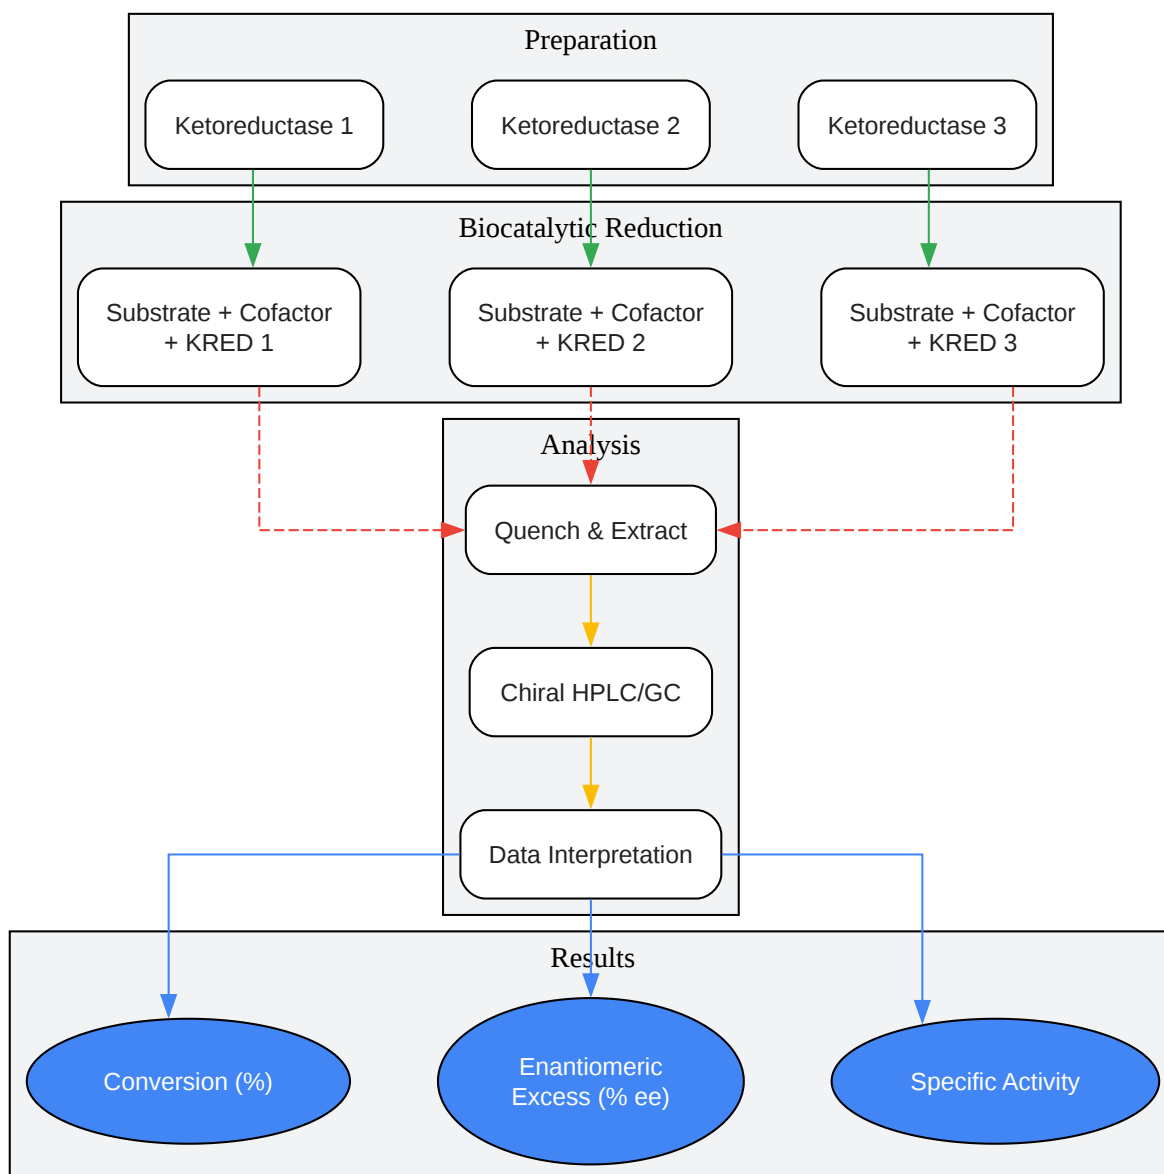 Preparation
Ketoreductase 1
Ketoreductase 2
Ketoreductase 3
Biocatalytic Reduction
Substrate + Cofactor
+ KRED 1
Substrate + Cofactor
+ KRED 2
Substrate + Cofactor
+ KRED 3
Analysis
Quench & Extract
Chiral HPLC/GC
Data Interpretation
Results
Conversion (%)
Enantiomeric
Excess (% ee)
Specific Activity